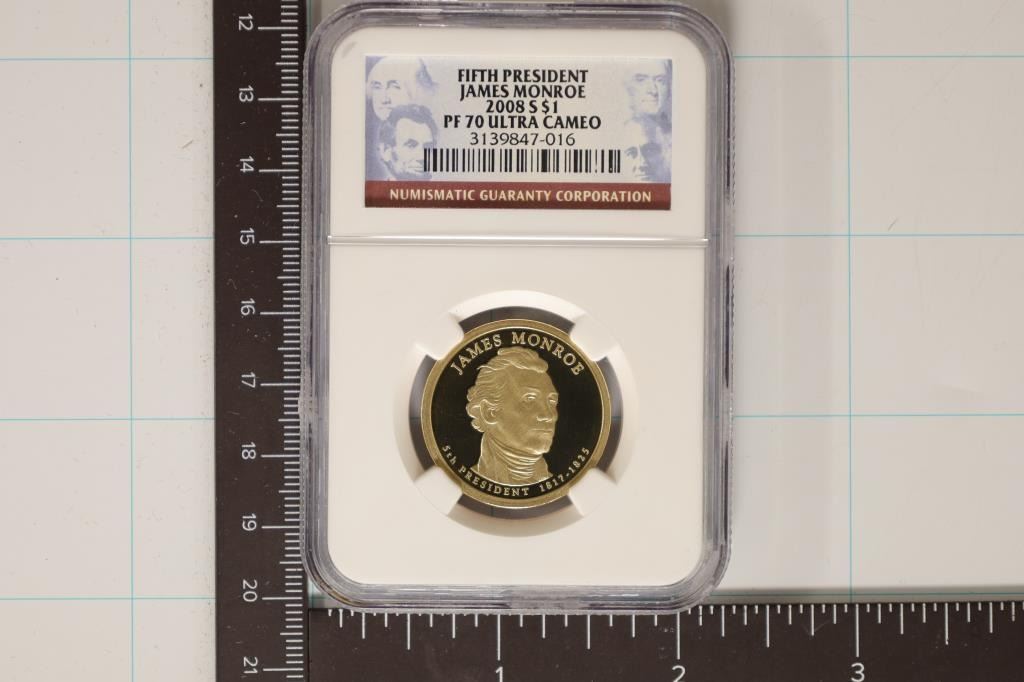 FIFTH PRESIDENT
JAMES MONROE
2008 S $1
PF 70 ULTRA CAMEO
3139847-016
NUMISMATIC GUARANTY CORPORATION
JAMES MONROE
5th PRESIDENT 1817-1825
12
13
14
15
16
17
18
19
20
21
1 2 3